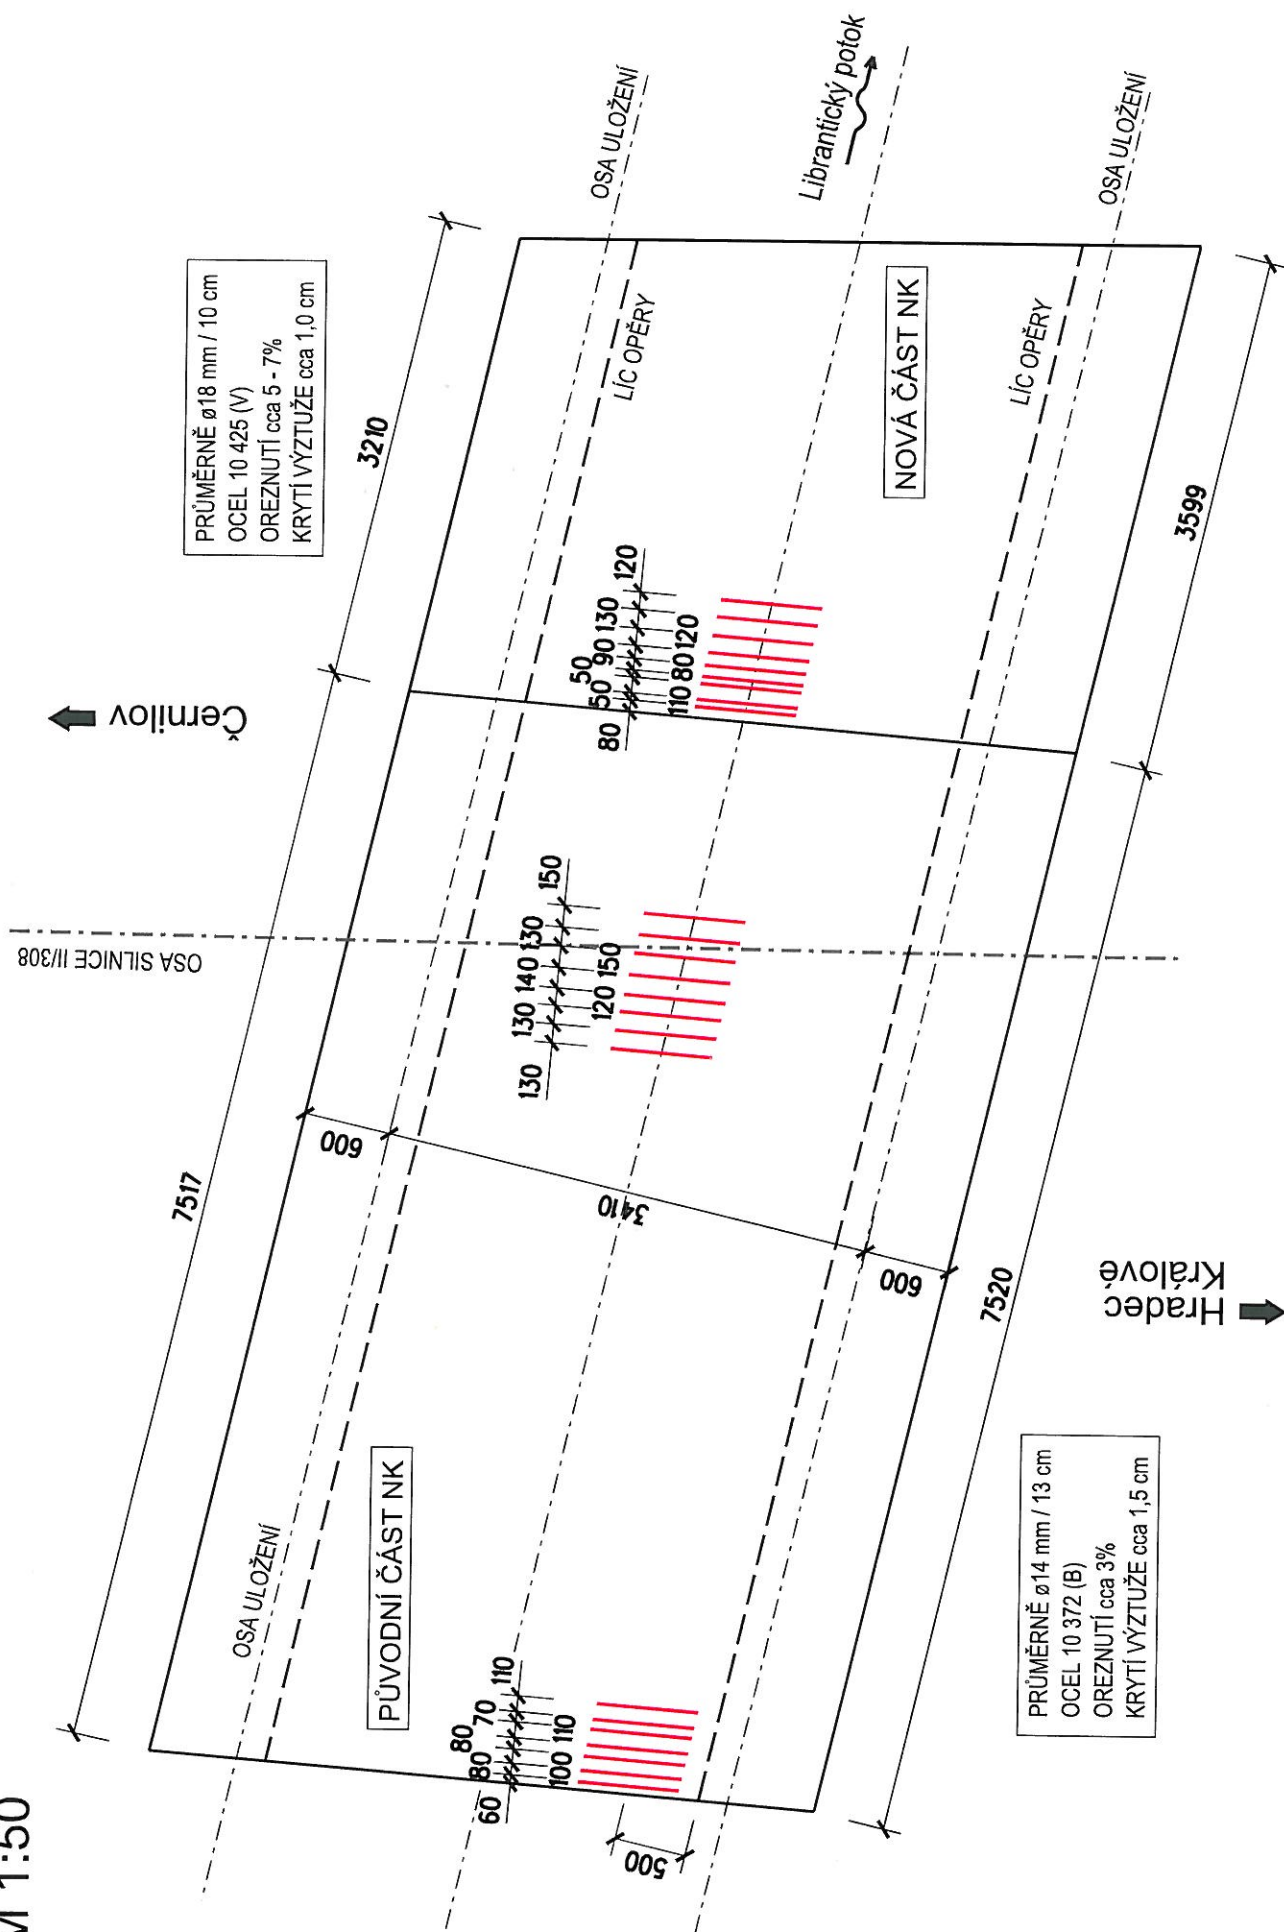 M 1:50
PRŮMĚRNĚ ø18 mm / 10 cm
OCEL 10 425 (V)
OREZNUTÍ cca 5 - 7%
KRYTÍ VÝZTUŽE cca 1,0 cm
3210
7517
Černilov
OSA SILNICE II/308
OSA ULOŽENÍ
LÍC OPĚRY
Librantický potok
OSA ULOŽENÍ
LÍC OPĚRY
NOVÁ ČÁST NK
3599
80
50
50
90
130
120
110
80
120
130
130
140
130
150
120
150
600
3410
600
7520
OSA ULOŽENÍ
PŮVODNÍ ČÁST NK
60
80
80
70
110
100
110
500
Hradec
Králové
PRŮMĚRNĚ ø14 mm / 13 cm
OCEL 10 372 (B)
OREZNUTÍ cca 3%
KRYTÍ VÝZTUŽE cca 1,5 cm